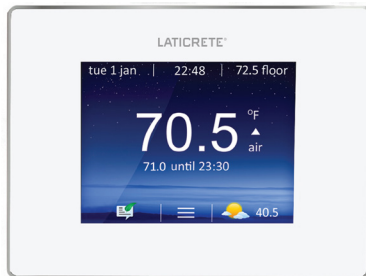 LATICRETE®
tue 1 jan | 22:48 | 72.5 floor
70.5 °F
air
71.0 until 23:30
40.5